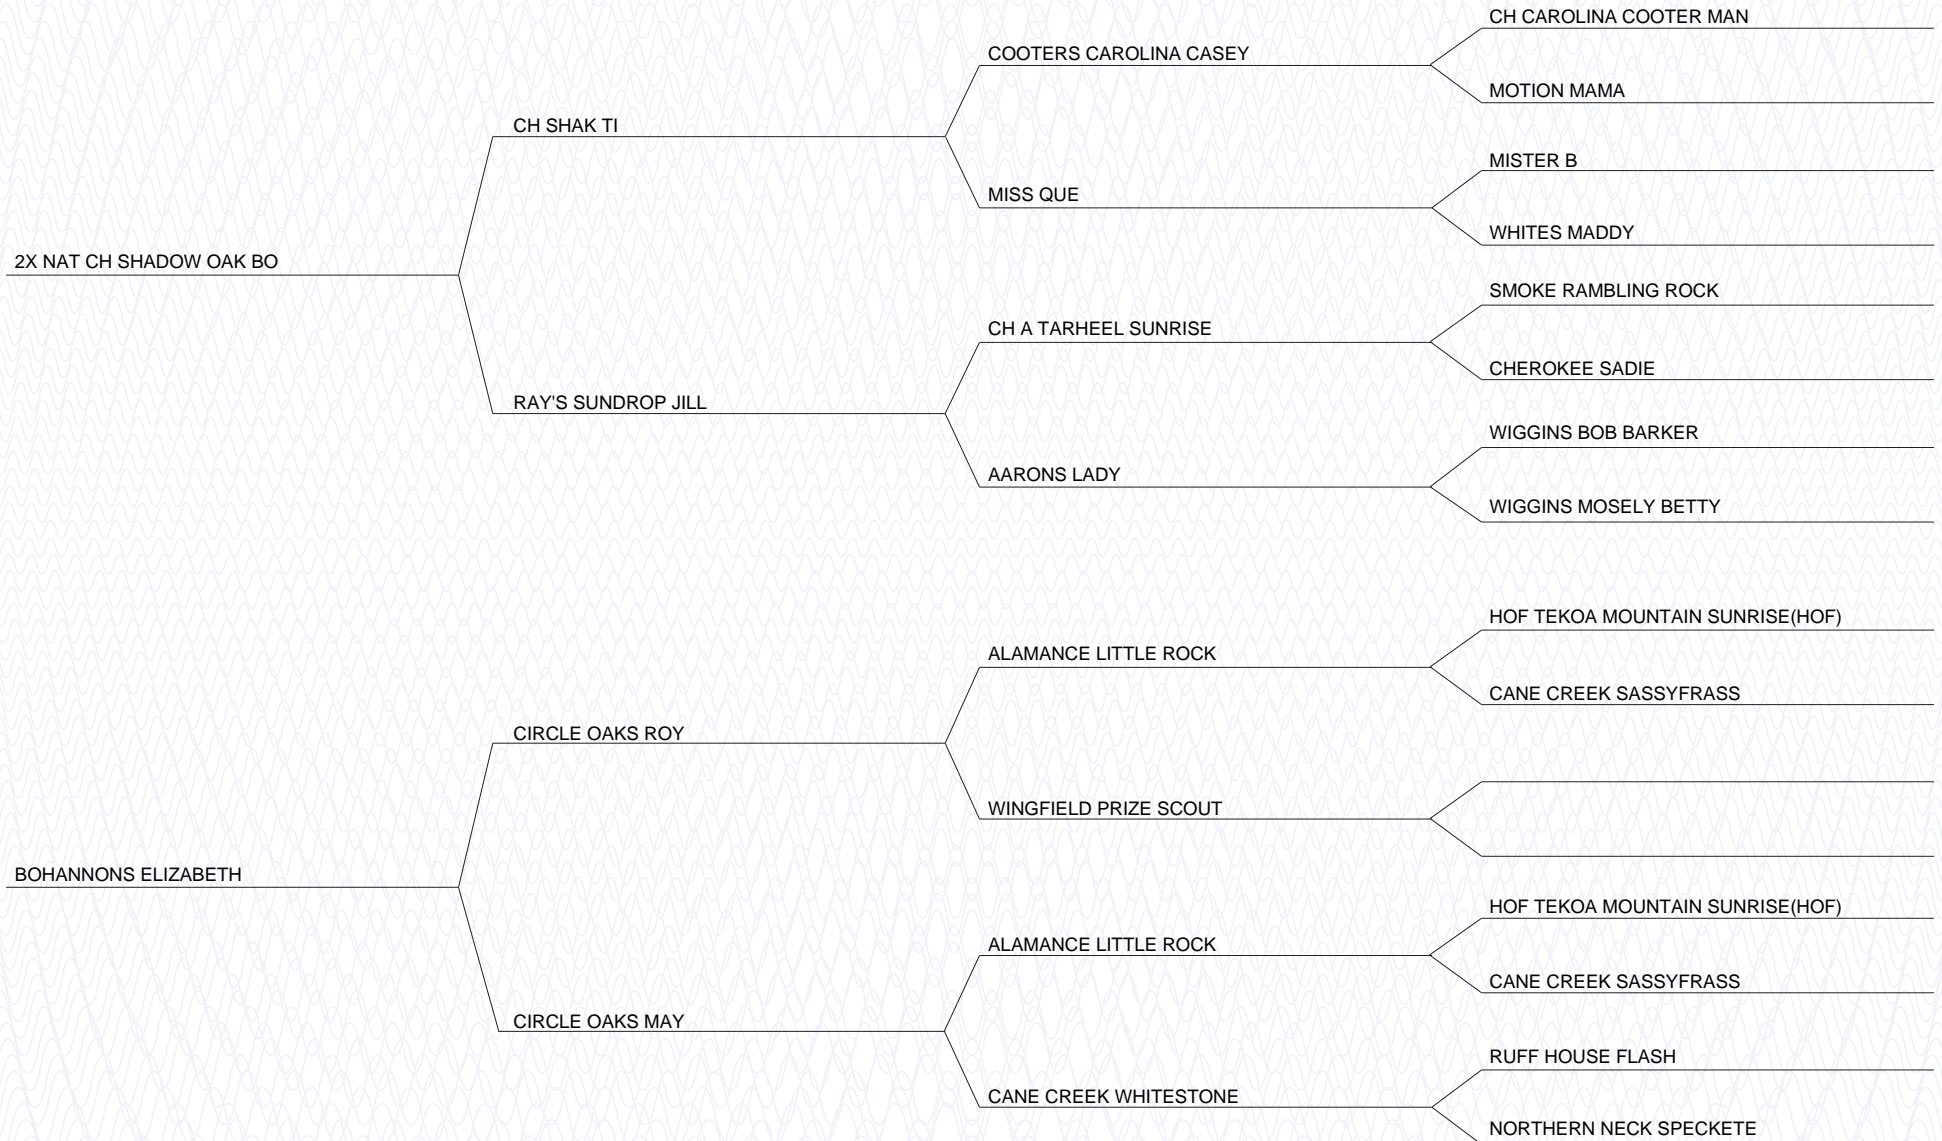 CH CAROLINA COOTER MAN
COOTERS CAROLINA CASEY
MOTION MAMA
CH SHAK TI
MISTER B
MISS QUE
WHITES MADDY
2X NAT CH SHADOW OAK BO
SMOKE RAMBLING ROCK
CH A TARHEEL SUNRISE
CHEROKEE SADIE
RAY'S SUNDROP JILL
WIGGINS BOB BARKER
AARONS LADY
WIGGINS MOSELY BETTY
HOF TEKOA MOUNTAIN SUNRISE(HOF)
ALAMANCE LITTLE ROCK
CANE CREEK SASSYFRASS
CIRCLE OAKS ROY
WINGFIELD PRIZE SCOUT
BOHANNONS ELIZABETH
HOF TEKOA MOUNTAIN SUNRISE(HOF)
ALAMANCE LITTLE ROCK
CANE CREEK SASSYFRASS
CIRCLE OAKS MAY
RUFF HOUSE FLASH
CANE CREEK WHITESTONE
NORTHERN NECK SPECKETE